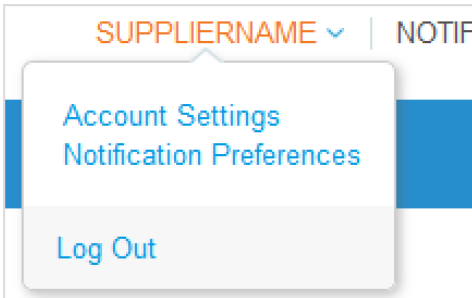 SUPPLIERNAME NOTIF
Account Settings
Notification Preferences
Log Out